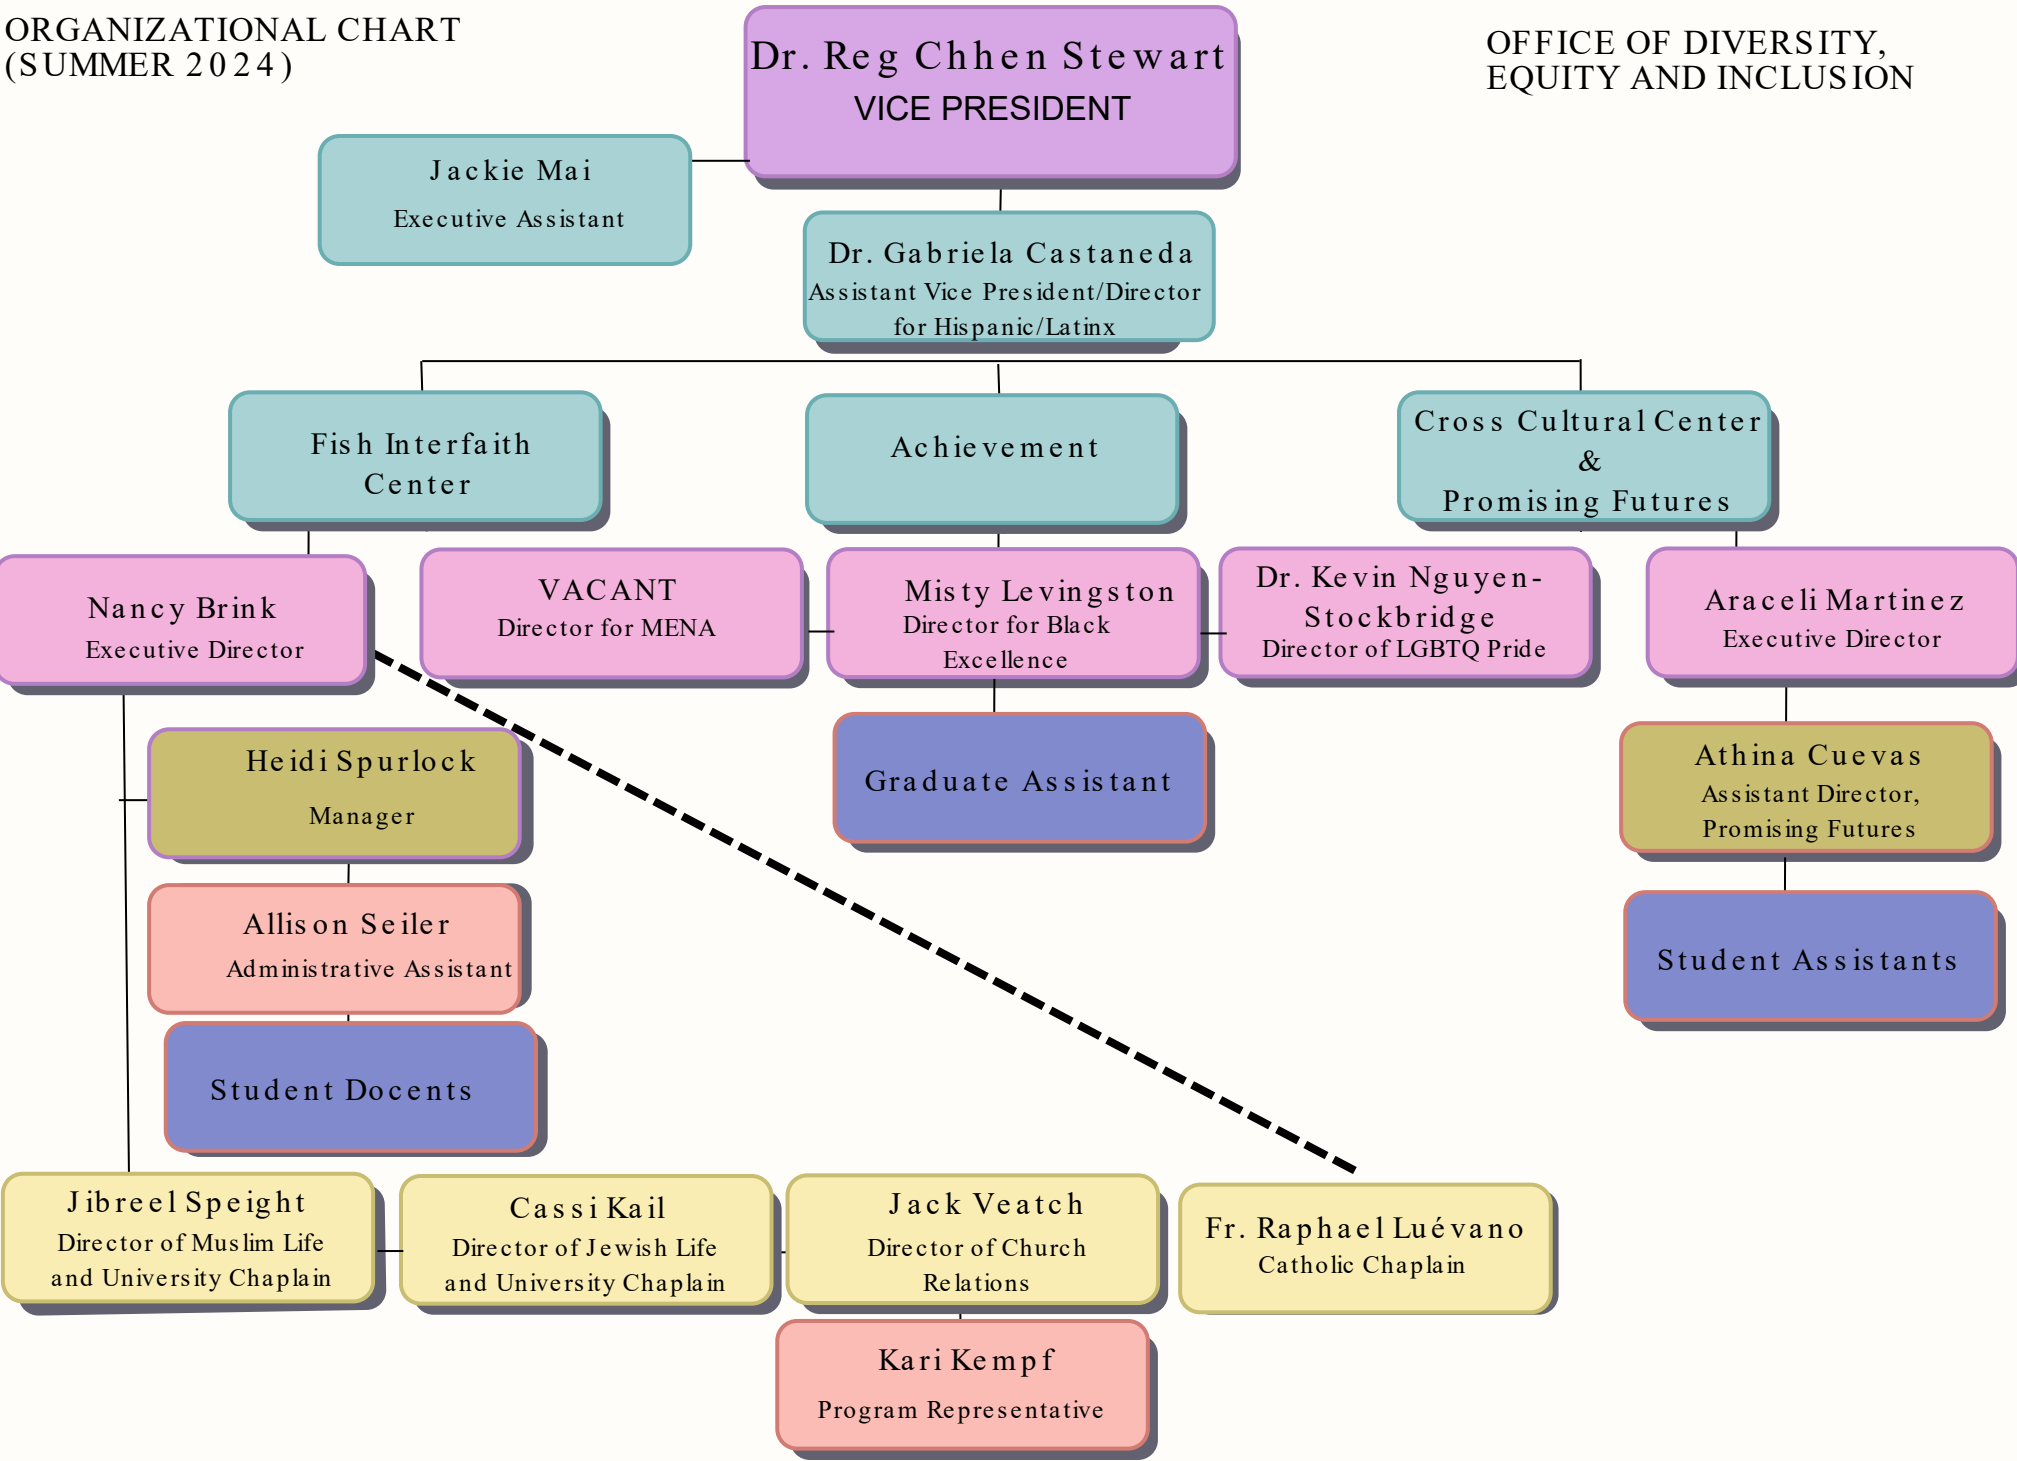 ORGANIZATIONAL CHART
(SUMMER 2024)
OFFICE OF DIVERSITY,
EQUITY AND INCLUSION
Dr. Reg Chhen Stewart
VICE PRESIDENT
Jackie Mai
Executive Assistant
Dr. Gabriela Castaneda
Assistant Vice President/Director
for Hispanic/Latinx
Fish Interfaith
Center
Achievement
Cross Cultural Center
&
Promising Futures
Nancy Brink
Executive Director
VACANT
Director for MENA
Misty Levingston
Director for Black
Excellence
Dr. Kevin Nguyen-
Stockbridge
Director of LGBTQ Pride
Araceli Martinez
Executive Director
Heidi Spurlock
Manager
Graduate Assistant
Athina Cuevas
Assistant Director,
Promising Futures
Allison Seiler
Administrative Assistant
Student Assistants
Student Docents
Jibreel Speight
Director of Muslim Life
and University Chaplain
Cassi Kail
Director of Jewish Life
and University Chaplain
Jack Veatch
Director of Church
Relations
Fr. Raphael Luévano
Catholic Chaplain
Kari Kempf
Program Representative